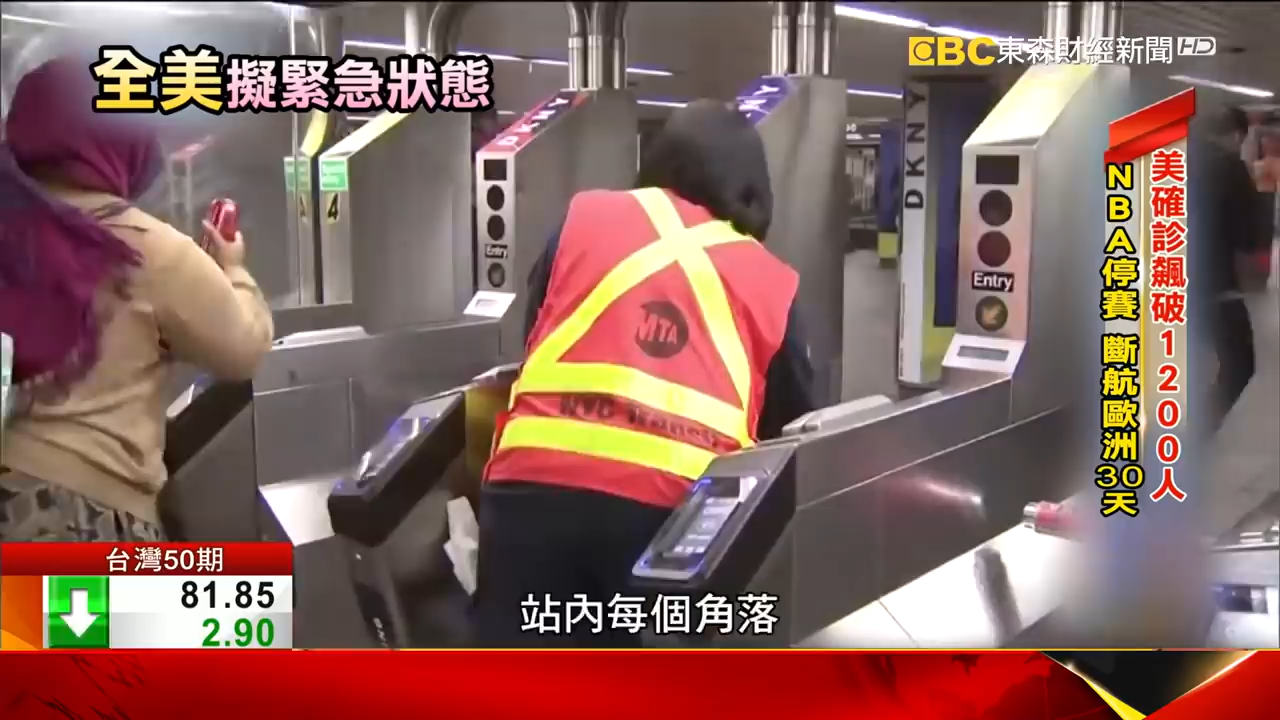 全美擬緊急狀態
EBC東森財經新聞HD
美確診飆破1200人
NBA停賽 斷航歐洲30天
DKNY
DKNY
4
Entry
Entry
MTA
NYC Transit
站內每個角落
台灣50期
81.85
2.90